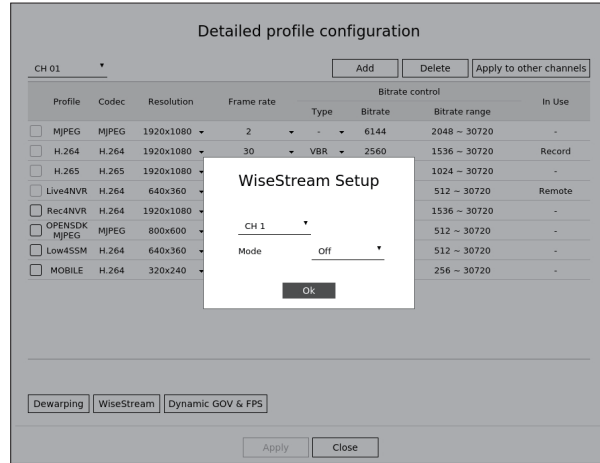 Detailed profile configuration
CH 01
Add Delete Apply to other channels
Profile Codec Resolution Frame rate Bitrate control In Use
Type Bitrate Bitrate range
MJPEG MJPEG 1920x1080 2 - 6144 2048 ~ 30720 -
H.264 H.264 1920x1080 30 VBR 2560 1536 ~ 30720 Record
H.265 H.265 1920x1080 1024 ~ 30720 -
Live4NVR H.264 640x360 512 ~ 30720 Remote
Rec4NVR H.264 1920x1080 1536 ~ 30720 -
OPENSDK MJPEG MJPEG 800x600 512 ~ 30720 -
Low4SSM H.264 640x360 512 ~ 30720 -
MOBILE H.264 320x240 256 ~ 30720 -
WiseStream Setup
CH 1
Mode Off
Ok
Dewarping WiseStream Dynamic GOV & FPS
Apply Close